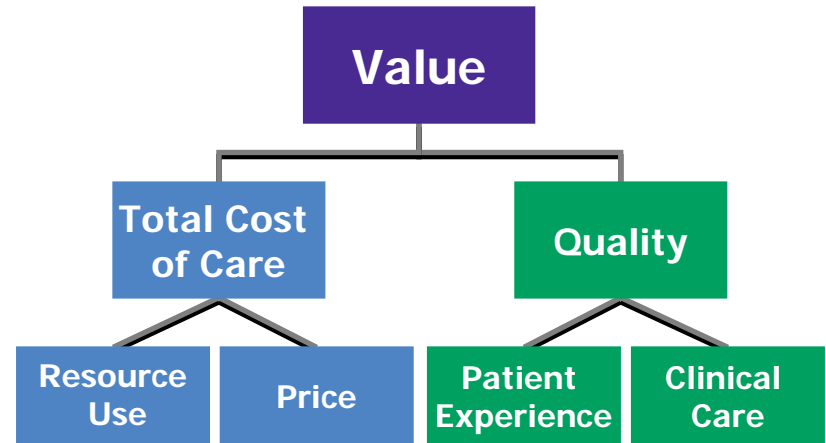 Value
Total Cost
of Care
Quality
Resource
Use
Price
Patient
Experience
Clinical
Care